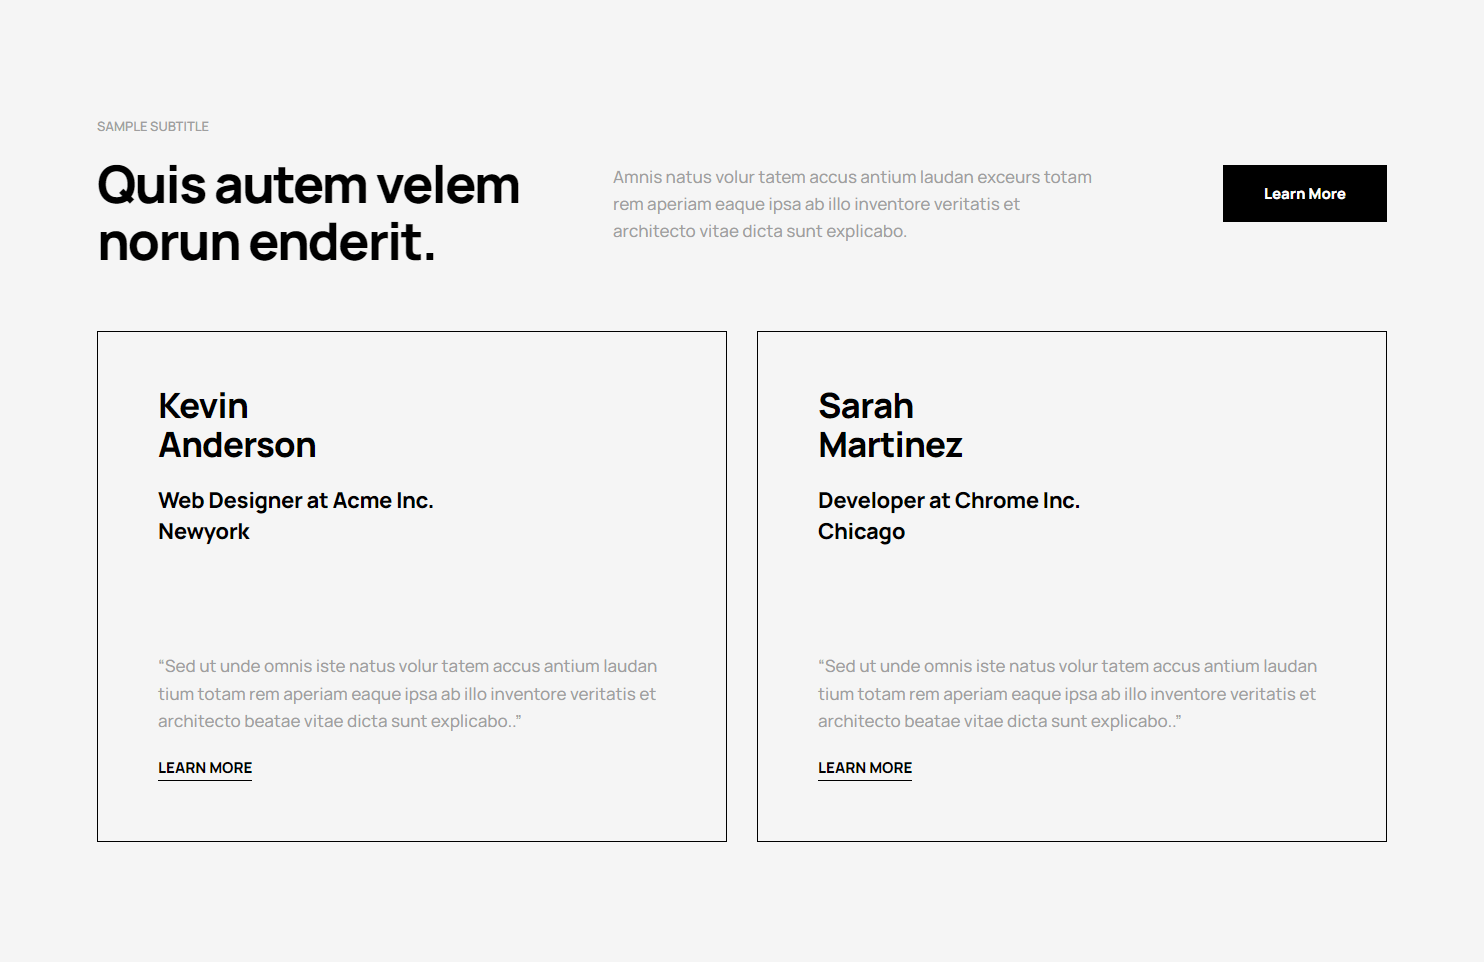 SAMPLE SUBTITLE
Quis autem velem
norun enderit.
Amnis natus volur tatem accus antium laudan exceurs totam
rem aperiam eaque ipsa ab illo inventore veritatis et
architecto vitae dicta sunt explicabo.
Learn More
Kevin
Anderson
Web Designer at Acme Inc.
Newyork
“Sed ut unde omnis iste natus volur tatem accus antium laudan
tium totam rem aperiam eaque ipsa ab illo inventore veritatis et
architecto beatae vitae dicta sunt explicabo..”
LEARN MORE
Sarah
Martinez
Developer at Chrome Inc.
Chicago
“Sed ut unde omnis iste natus volur tatem accus antium laudan
tium totam rem aperiam eaque ipsa ab illo inventore veritatis et
architecto beatae vitae dicta sunt explicabo..”
LEARN MORE